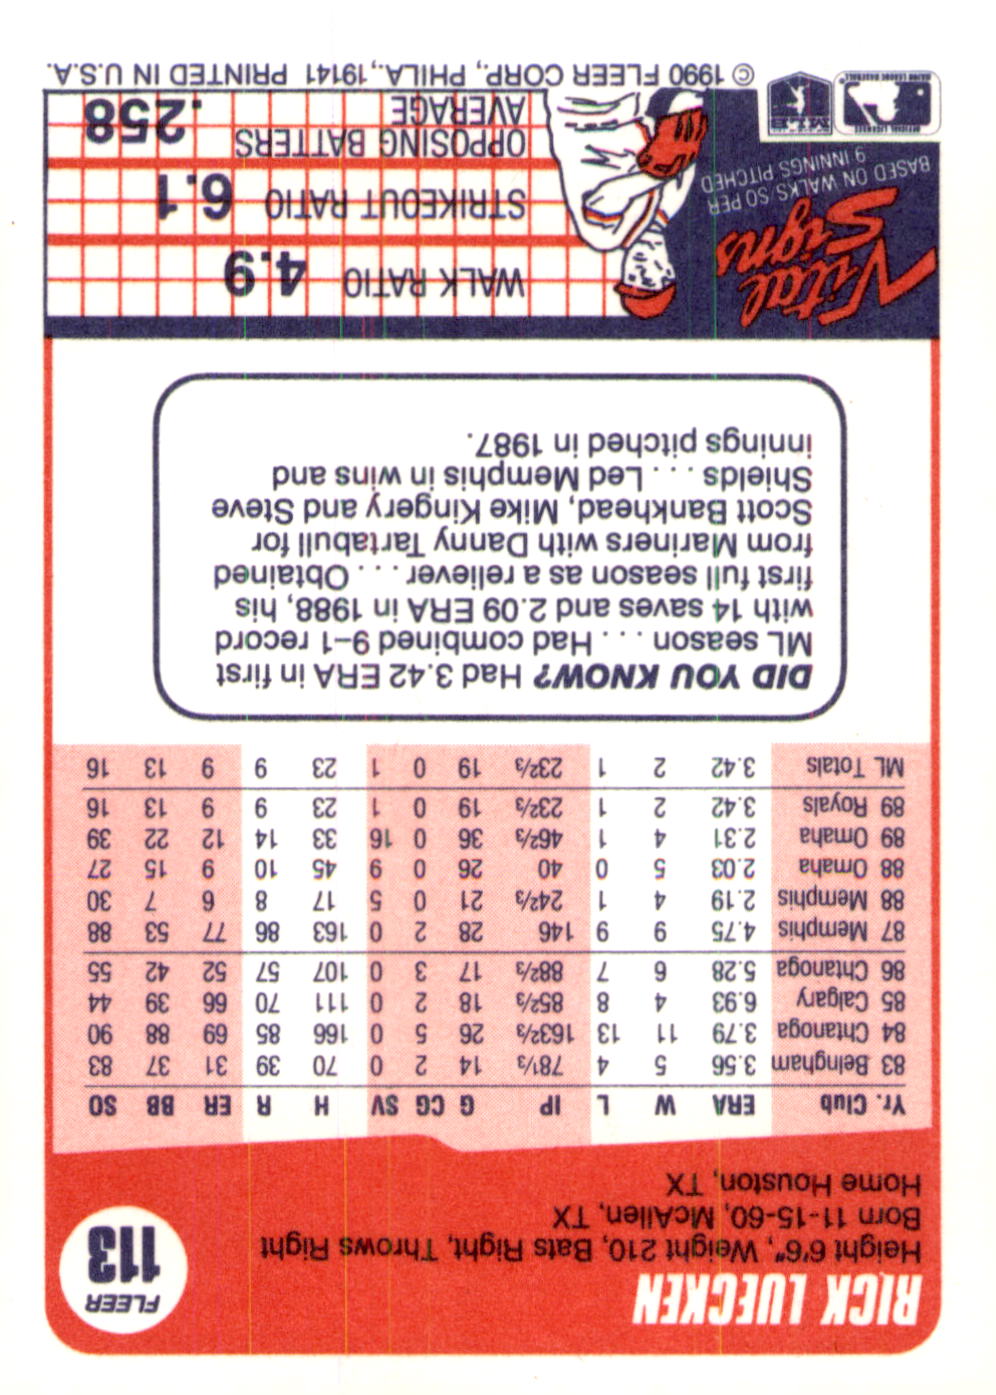 RICK LUECKEN
Height 6'6", Weight 210, Bats Right, Throws Right
Born 11-15-60, McAllen, TX
Home Houston, TX
FLEER
113
Yr. Club ERA W L IP G CG SV H R ER BB SO
83 Belngham 3.56 5 4 78⅓ 14 2 0 70 39 31 37 83
84 Chtanoga 3.79 11 13 163⅔ 26 5 0 166 85 69 88 90
85 Calgary 6.93 4 8 85⅔ 18 2 0 111 70 66 39 44
86 Chtanoga 5.28 6 7 88⅔ 17 3 0 107 57 52 42 55
87 Memphis 4.75 9 9 146 28 2 0 163 86 77 53 88
88 Memphis 2.19 4 1 24⅔ 21 0 5 17 8 6 7 30
88 Omaha 2.03 5 0 40 26 0 9 45 10 9 15 27
89 Omaha 2.31 4 1 46⅔ 36 0 16 33 14 12 22 39
89 Royals 3.42 2 1 23⅔ 19 0 1 23 9 9 13 16
ML Totals 3.42 2 1 23⅔ 19 0 1 23 9 9 13 16
DID YOU KNOW? Had 3.42 ERA in first
ML season . . . Had combined 9-1 record
with 14 saves and 2.09 ERA in 1988, his
first full season as a reliever . . . Obtained
from Mariners with Danny Tartabull for
Scott Bankhead, Mike Kingery and Steve
Shields . . . Led Memphis in wins and
innings pitched in 1987.
Vital
Signs
BASED ON WALKS, SO PER
9 INNINGS PITCHED
WALK RATIO 4.9
STRIKEOUT RATIO 6.1
OPPOSING BATTERS
AVERAGE .258
OFFICIAL LICENSEE
MAJOR LEAGUE BASEBALL
MLB
© 1990 FLEER CORP., PHILA., 19141 PRINTED IN U.S.A.